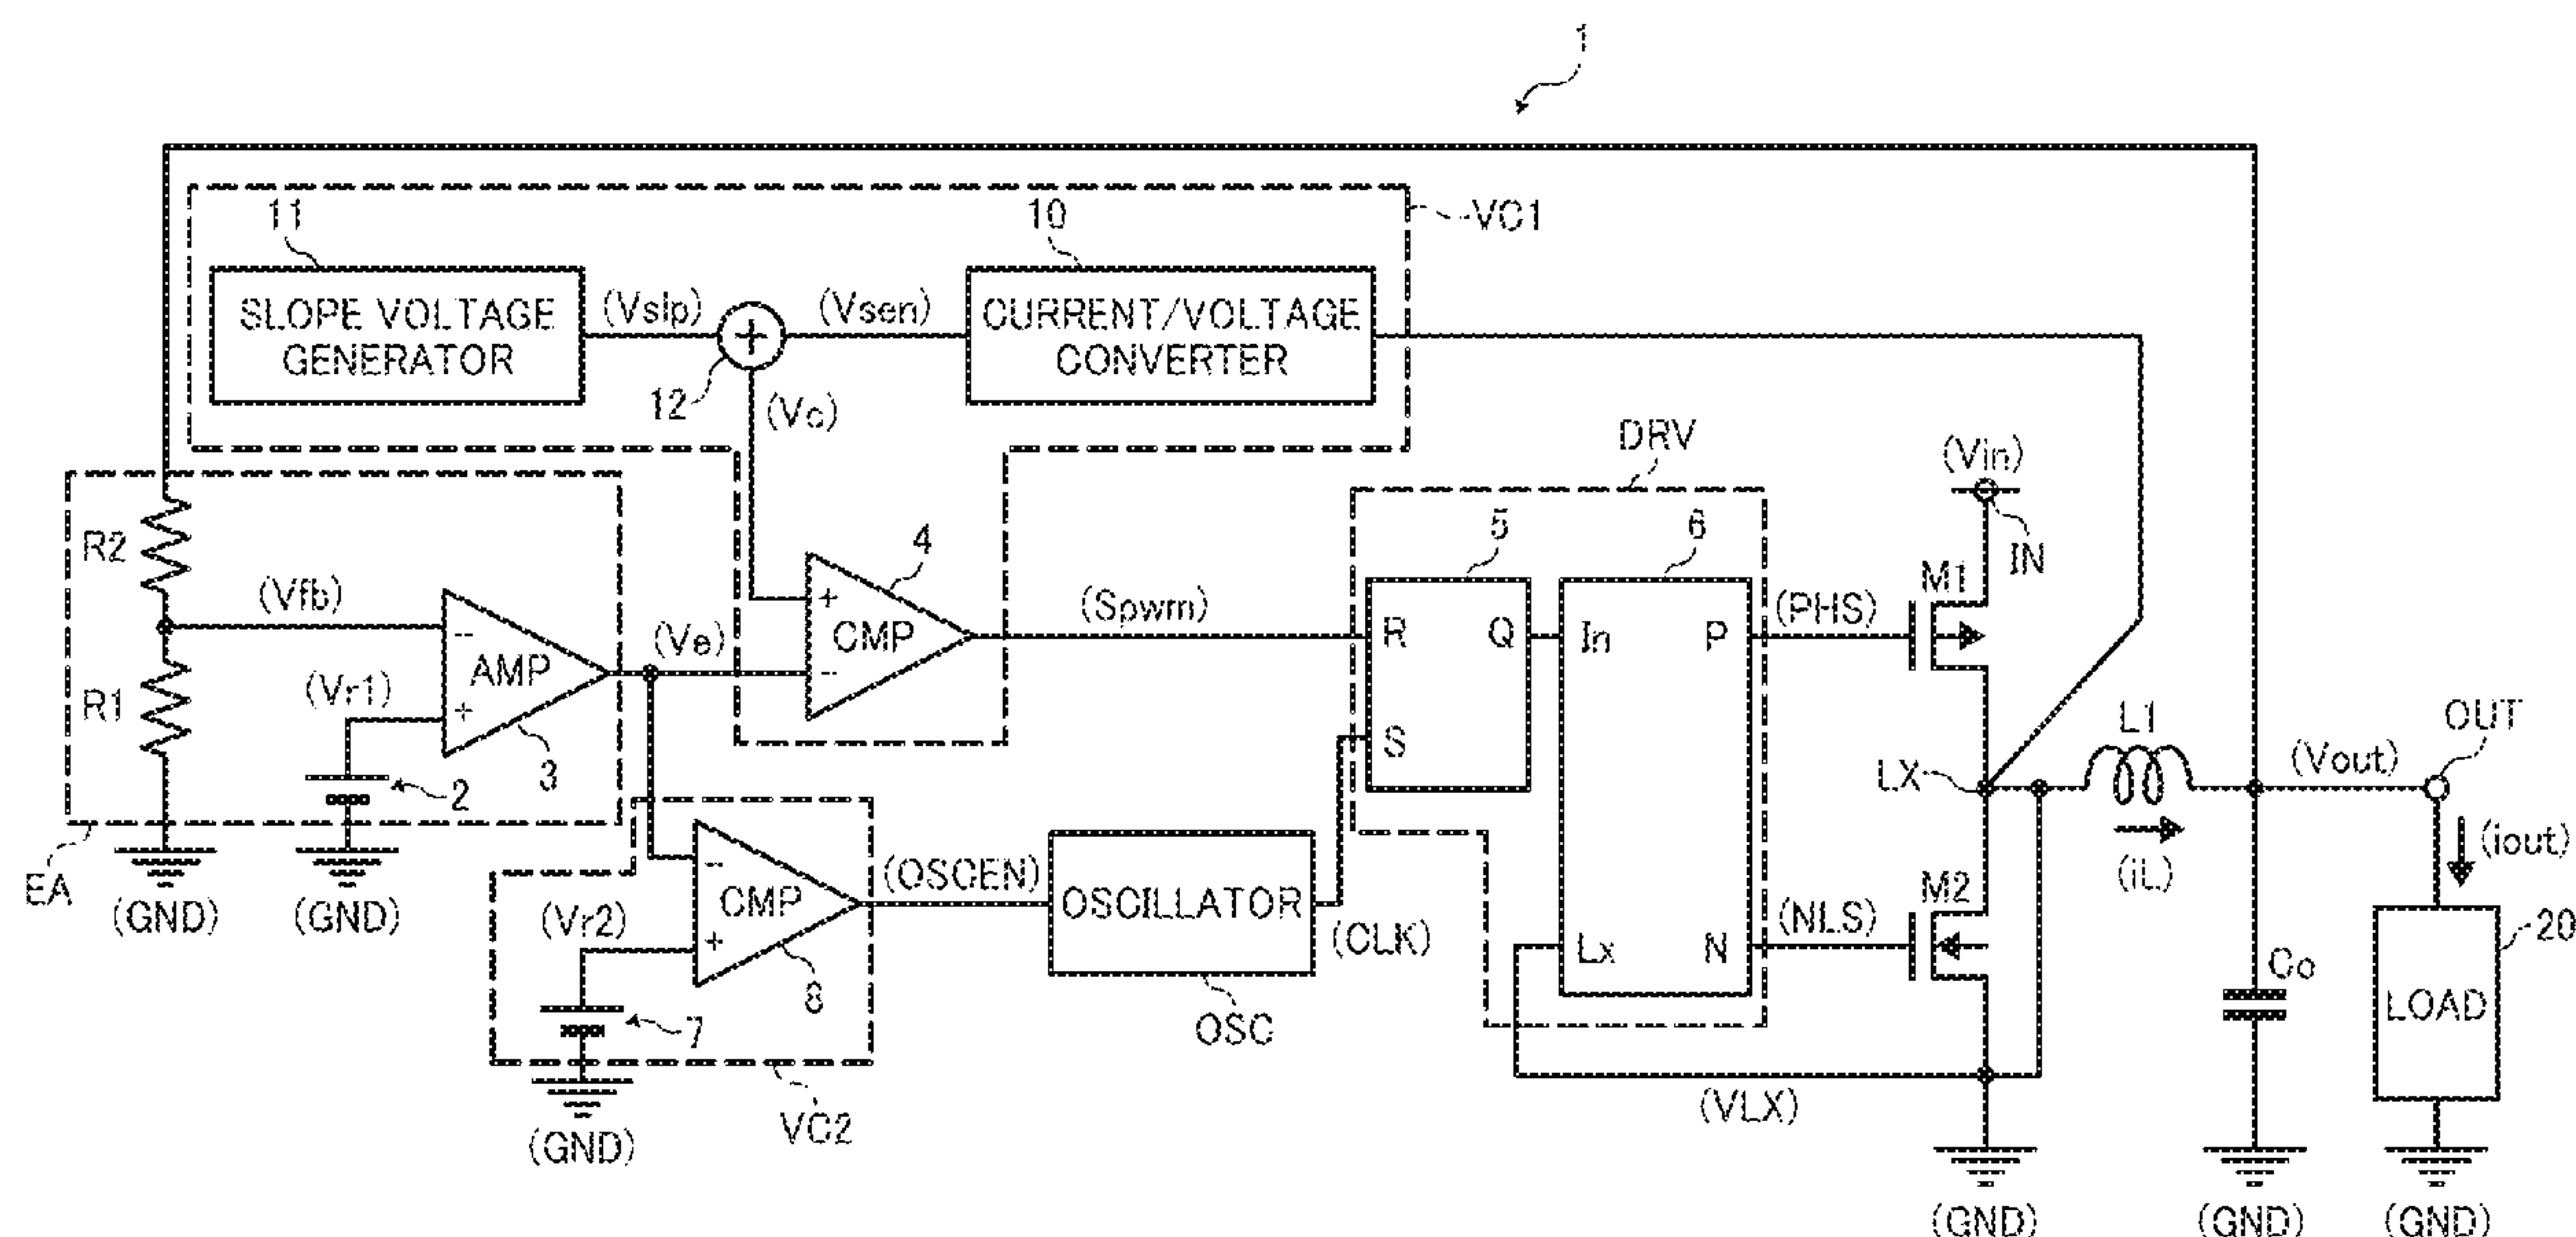 1
11
10
VC1
SLOPE VOLTAGE
GENERATOR
(Vslp)
+
(Vsen)
CURRENT/VOLTAGE
CONVERTER
12
(Vc)
DRV
(Vin)
IN
R2
(Vfb)
R1
(Vr1)
-
AMP
+
3
2
(Ve)
4
+
CMP
-
(Spwm)
5
R
Q
S
6
In
P
Lx
N
(PHS)
M1
LX
L1
(iL)
(Vout)
OUT
(iout)
EA
(GND)
(GND)
-
CMP
+
8
(Vr2)
7
(OSCEN)
OSCILLATOR
OSC
(CLK)
(NLS)
M2
Co
LOAD
20
VC2
(GND)
(VLX)
(GND)
(GND)
(GND)